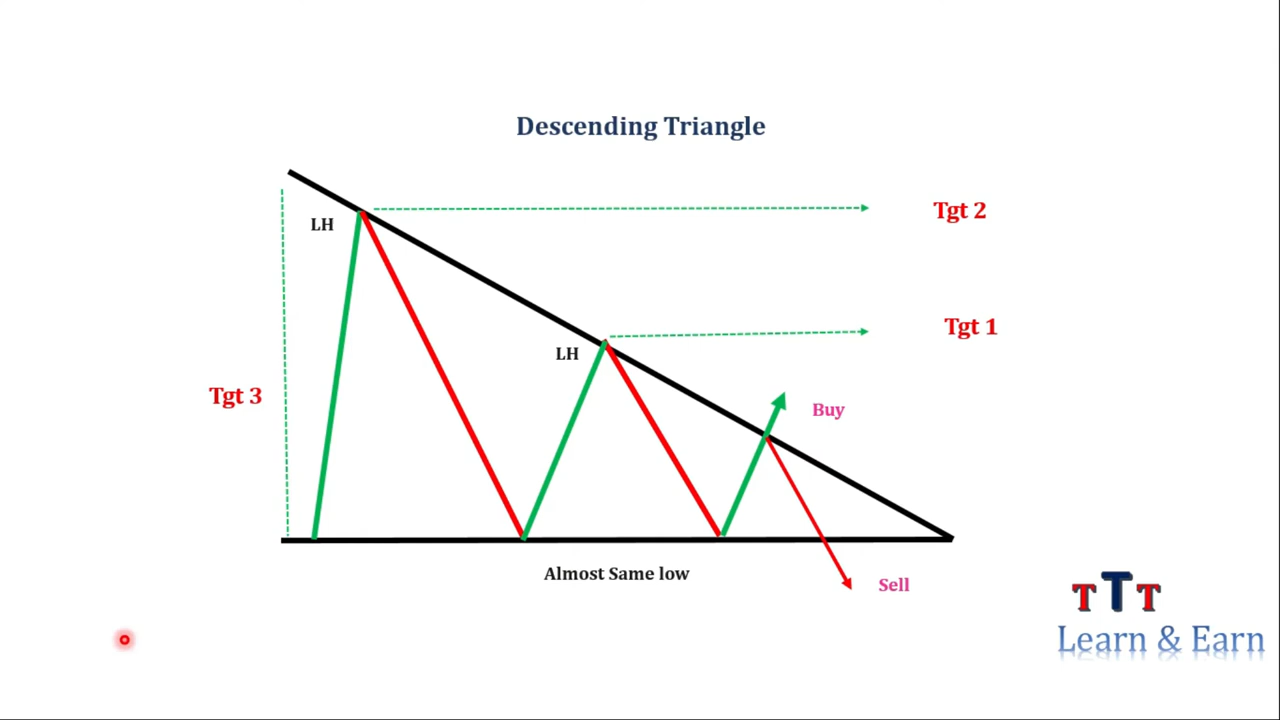 Descending Triangle
LH
Tgt 2
Tgt 1
LH
Tgt 3
Buy
Almost Same low
Sell
TTT
Learn & Earn